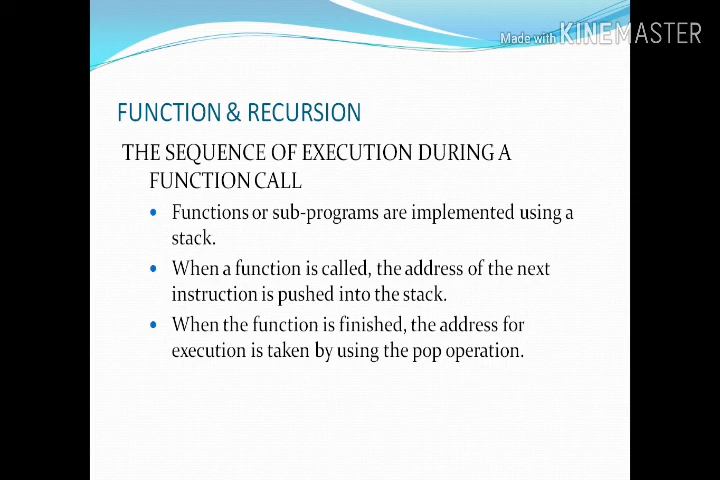 Made with KINEMASTER
FUNCTION & RECURSION
THE SEQUENCE OF EXECUTION DURING A
FUNCTION CALL
• Functions or sub-programs are implemented using a
stack.
• When a function is called, the address of the next
instruction is pushed into the stack.
• When the function is finished, the address for
execution is taken by using the pop operation.